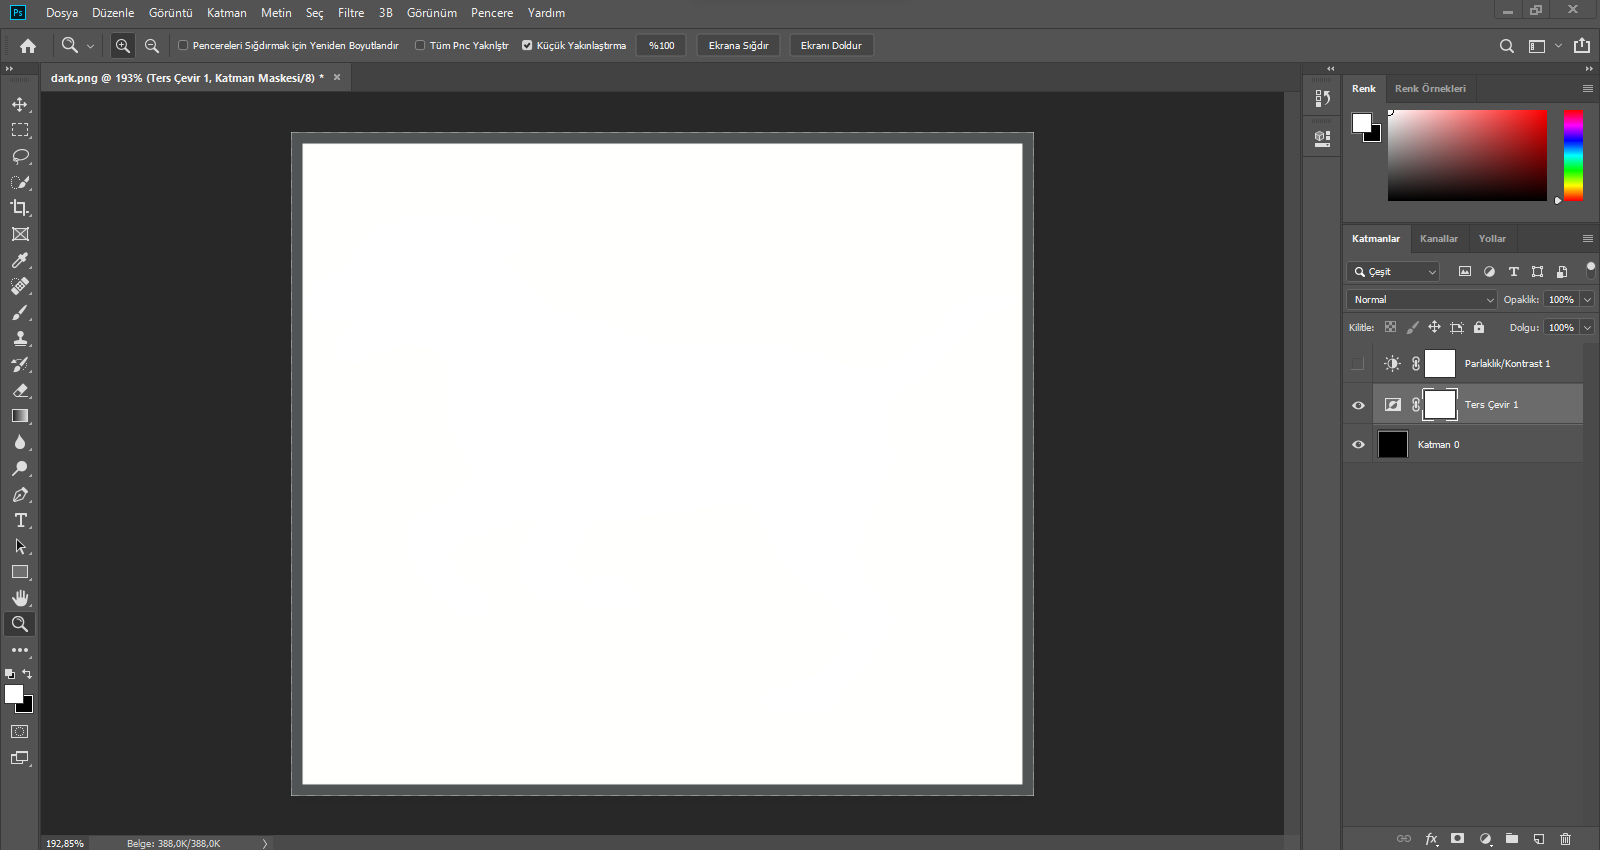 Ps Dosya Düzenle Görüntü Katman Metin Seç Filtre 3B Görünüm Pencere Yardım
Pencereleri Sığdırmak için Yeniden Boyutlandır Tüm Pnc Yaknlştr Küçük Yakınlaştırma %100 Ekrana Sığdır Ekranı Doldur
dark.png @ 193% (Ters Çevir 1, Katman Maskesi/8) *
Renk Renk Örnekleri
Katmanlar Kanallar Yollar
Çeşit
Normal Opaklık: 100%
Kilitle: Dolgu: 100%
Parlaklık/Kontrast 1
Ters Çevir 1
Katman 0
192,85% Belge: 388,0K/388,0K